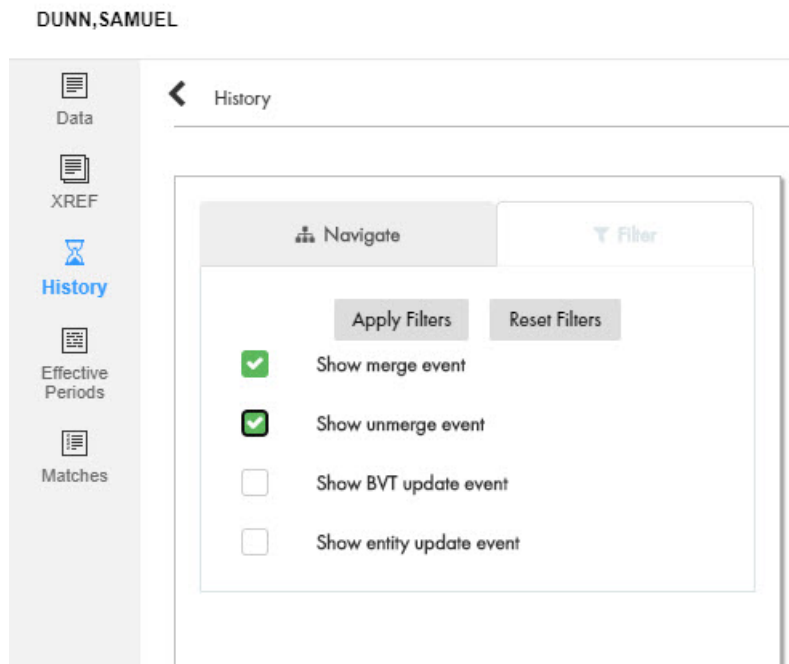 DUNN,SAMUEL
Data
XREF
History
Effective
Periods
Matches
History
Navigate
Filter
Apply Filters
Reset Filters
Show merge event
Show unmerge event
Show BVT update event
Show entity update event